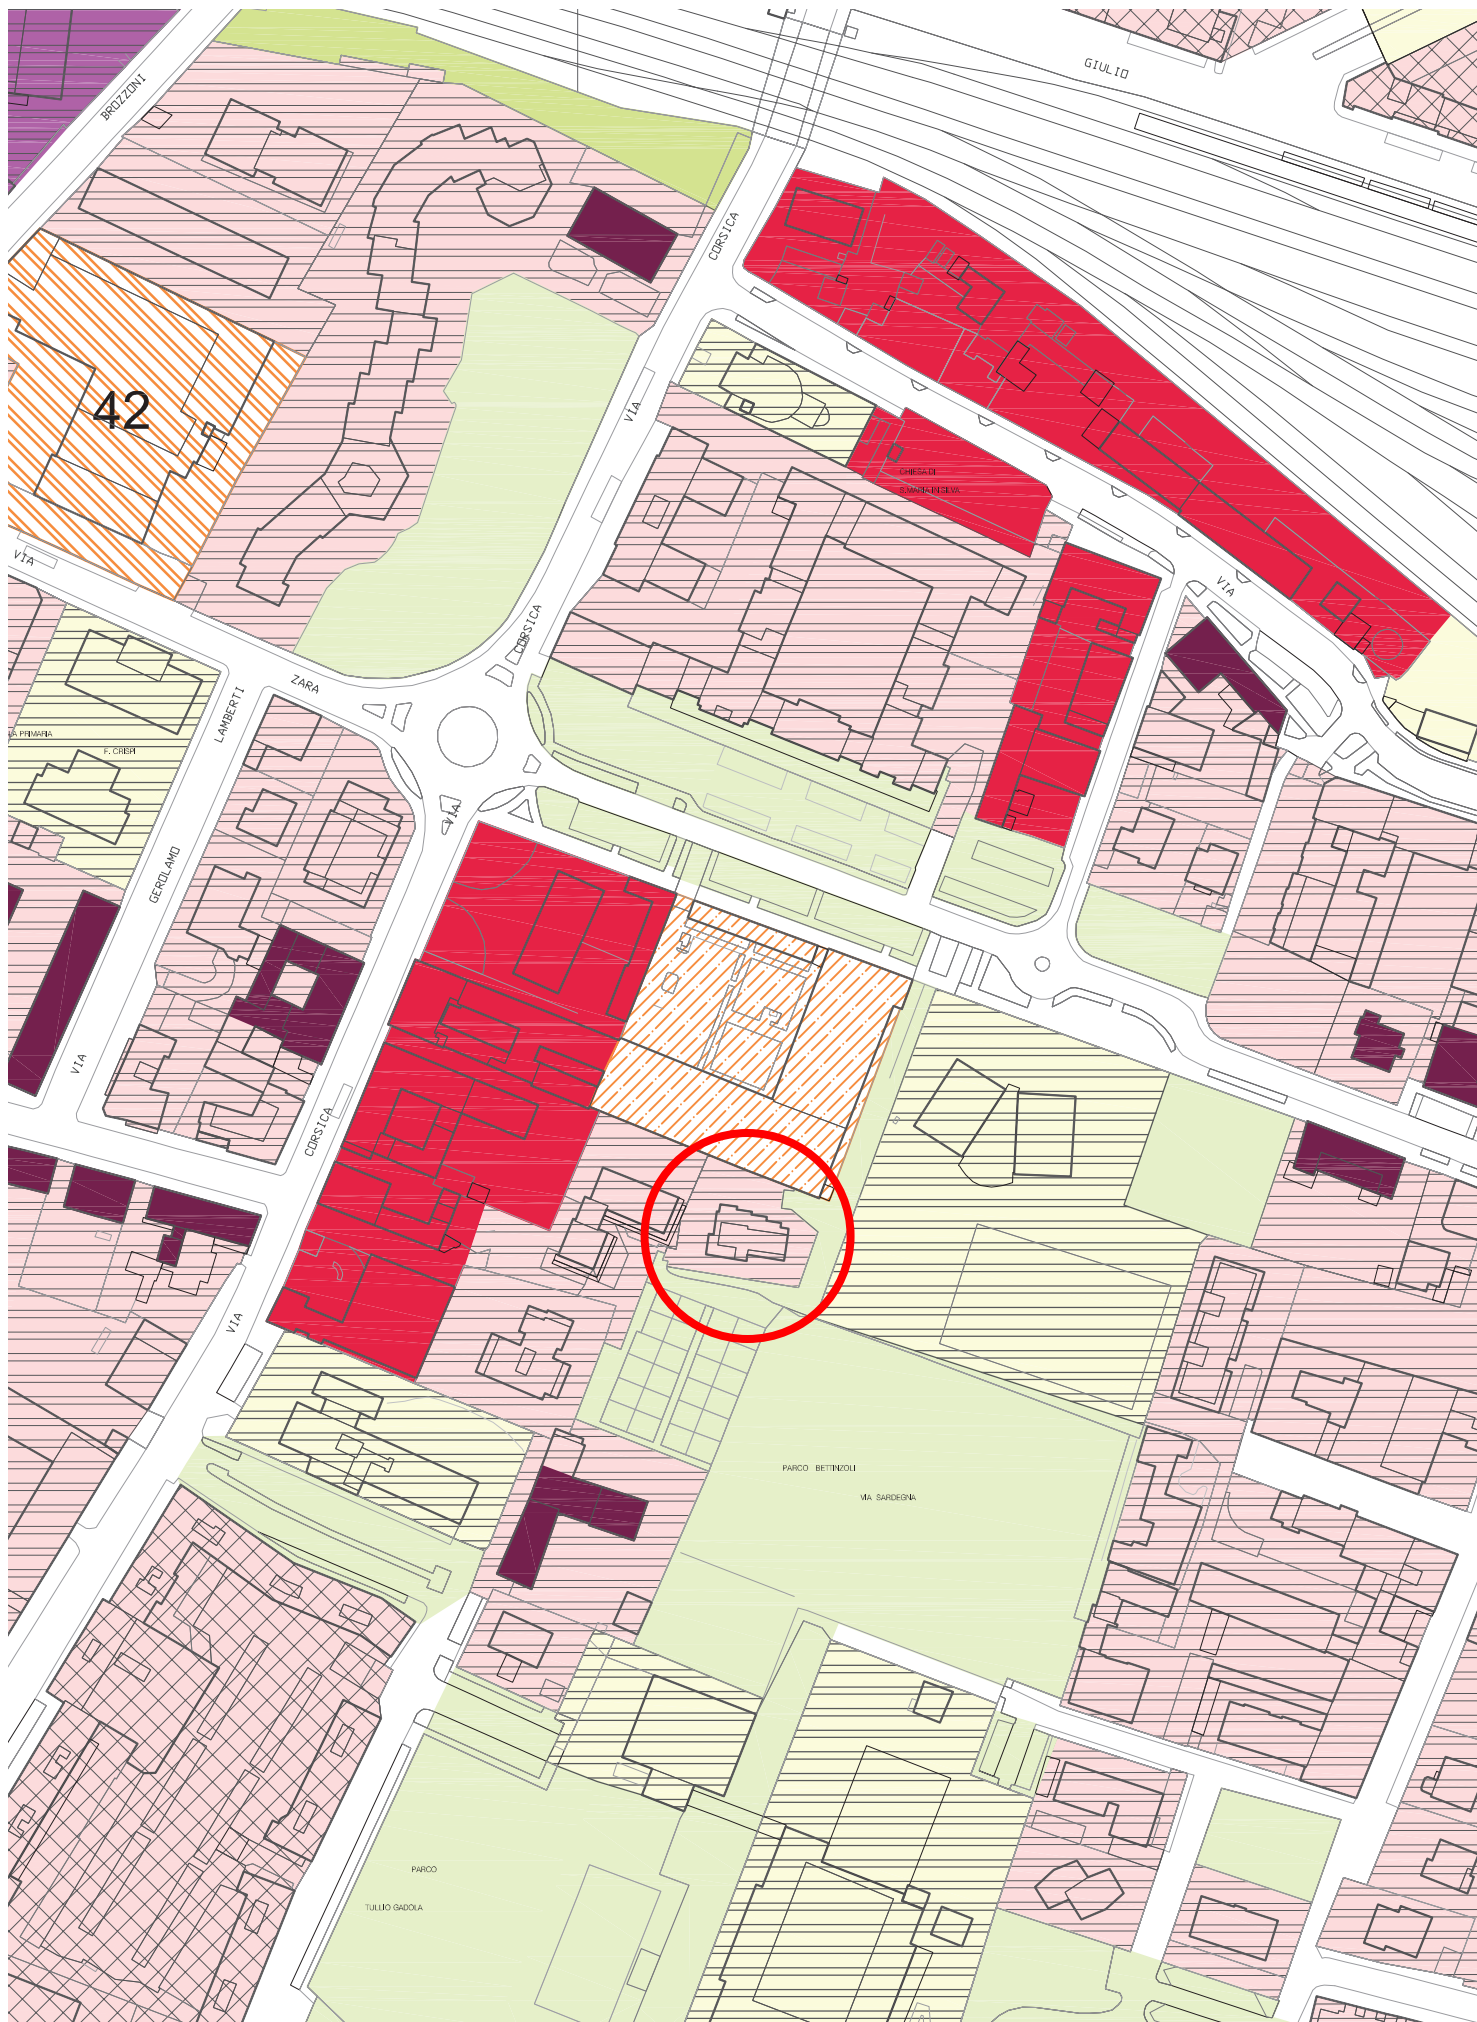 GIULIO
BROZZONI
CORSICA
VIA
42
CHIESA DI
S.MARIA IN SILVA
VIA
VIA
CORSICA
ZARA
LAMBERTI
A PRIMARIA
F. CRISPI
VIA
GEROLAMO
VIA
CORSICA
VIA
PARCO BETTINZOLI
VIA SARDEGNA
PARCO
TULLIO GADOLA